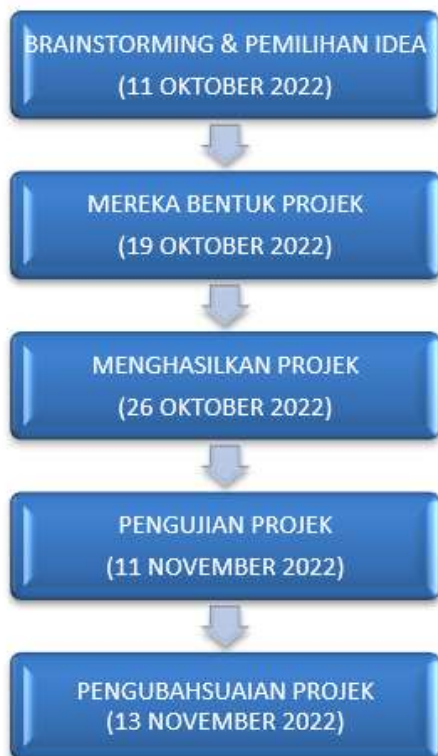 BRAINSTORMING & PEMILIHAN IDEA
(11 OKTOBER 2022)
MEREKA BENTUK PROJEK
(19 OKTOBER 2022)
MENGHASILKAN PROJEK
(26 OKTOBER 2022)
PENGUJIAN PROJEK
(11 NOVEMBER 2022)
PENGUBAHSUAIAN PROJEK
(13 NOVEMBER 2022)